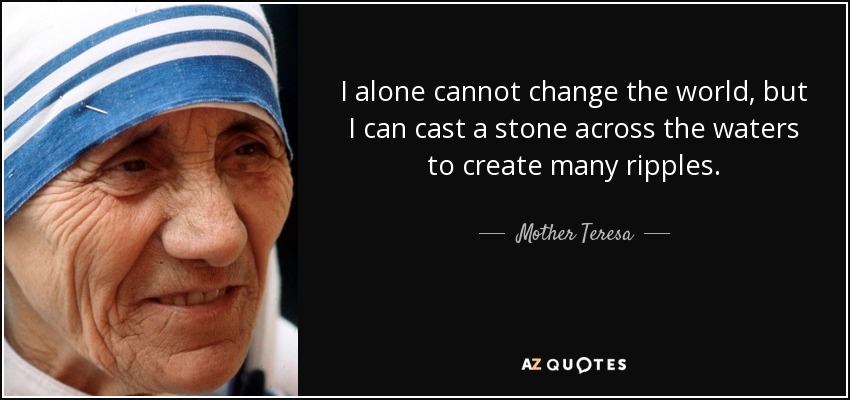 I alone cannot change the world, but
I can cast a stone across the waters
to create many ripples.
Mother Teresa
AZ QUOTES